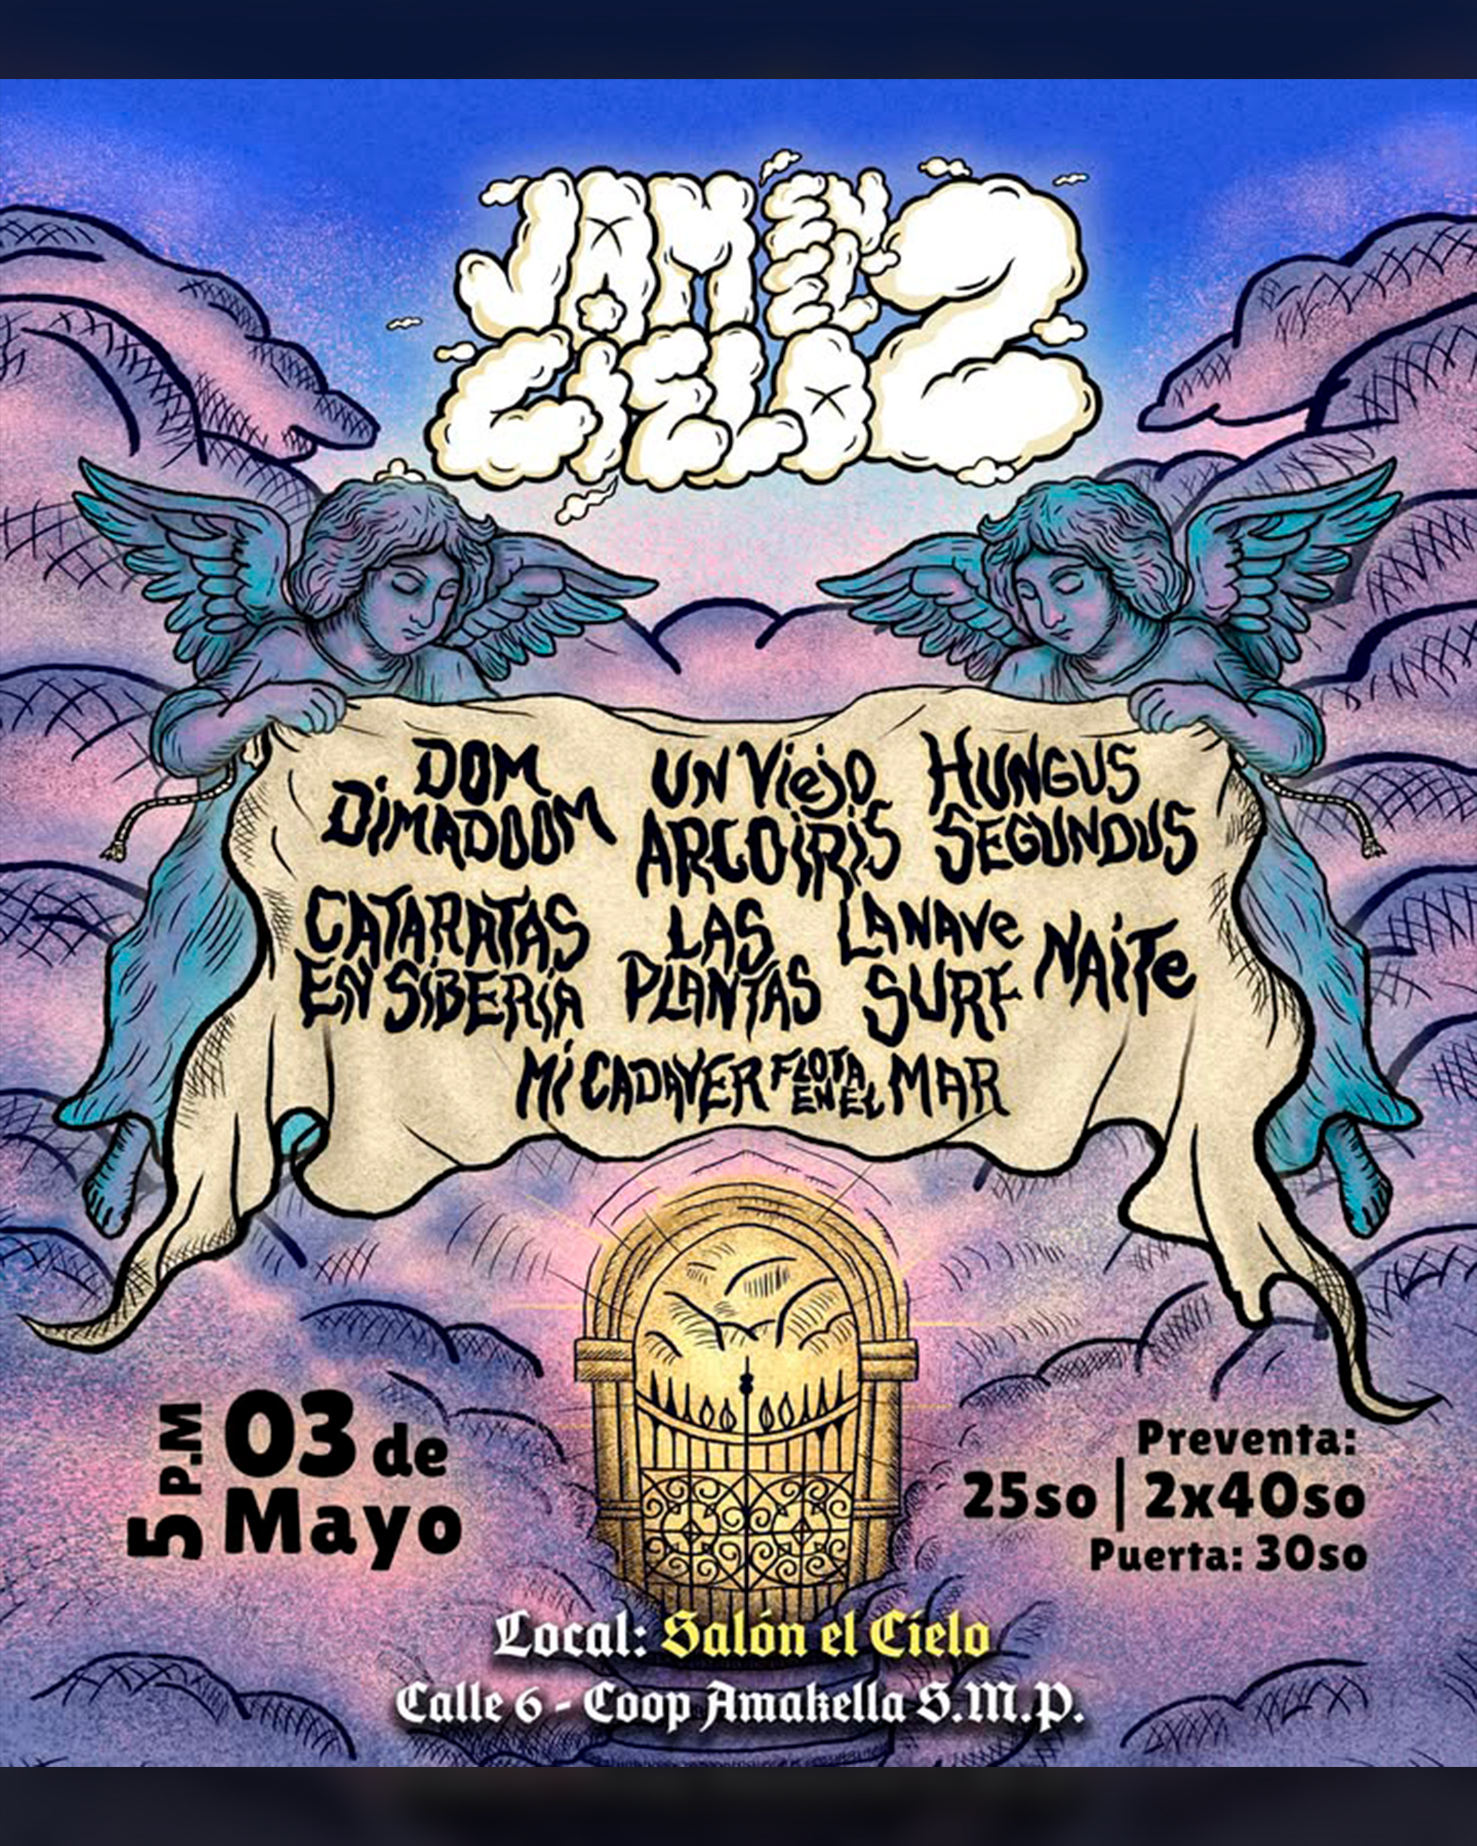 JAM EN EL
CIELO 2
DOM
DIMADOOM
UN Viejo
ARCOIRIS
HUNGUS
SEGUNDUS
CATARATAS
EN SIBERIA
LAS
PLANTAS
LA NAVE
SURF
NAITE
MI CADAVER FLOTA EN EL MAR
5 P.M
03 de
Mayo
Preventa:
25so | 2x40so
Puerta: 30so
Local: Salón el Cielo
Calle 6 - Coop Amakella S.M.P.